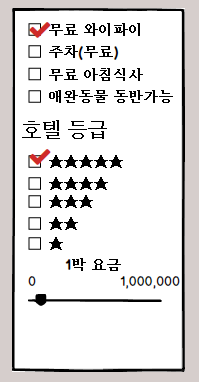 무료 와이파이
주차(무료)
무료 아침식사
애완동물 동반가능
호텔 등급
★★★★★
★★★★
★★★
★★
★
1박 요금
0 1,000,000